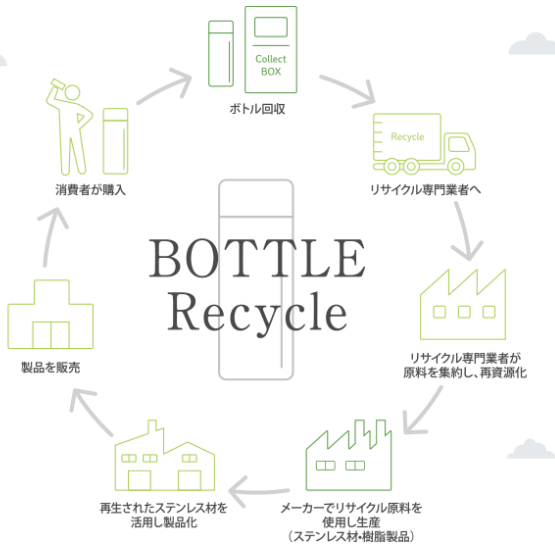 Collect
BOX
ボトル回収
Recycle
リサイクル専門業者へ
リサイクル専門業者が
原料を集約し、再資源化
メーカーでリサイクル原料を
使用し生産
(ステンレス材・樹脂製品)
再生されたステンレス材を
活用し製品化
製品を販売
消費者が購入
BOTTLE
Recycle